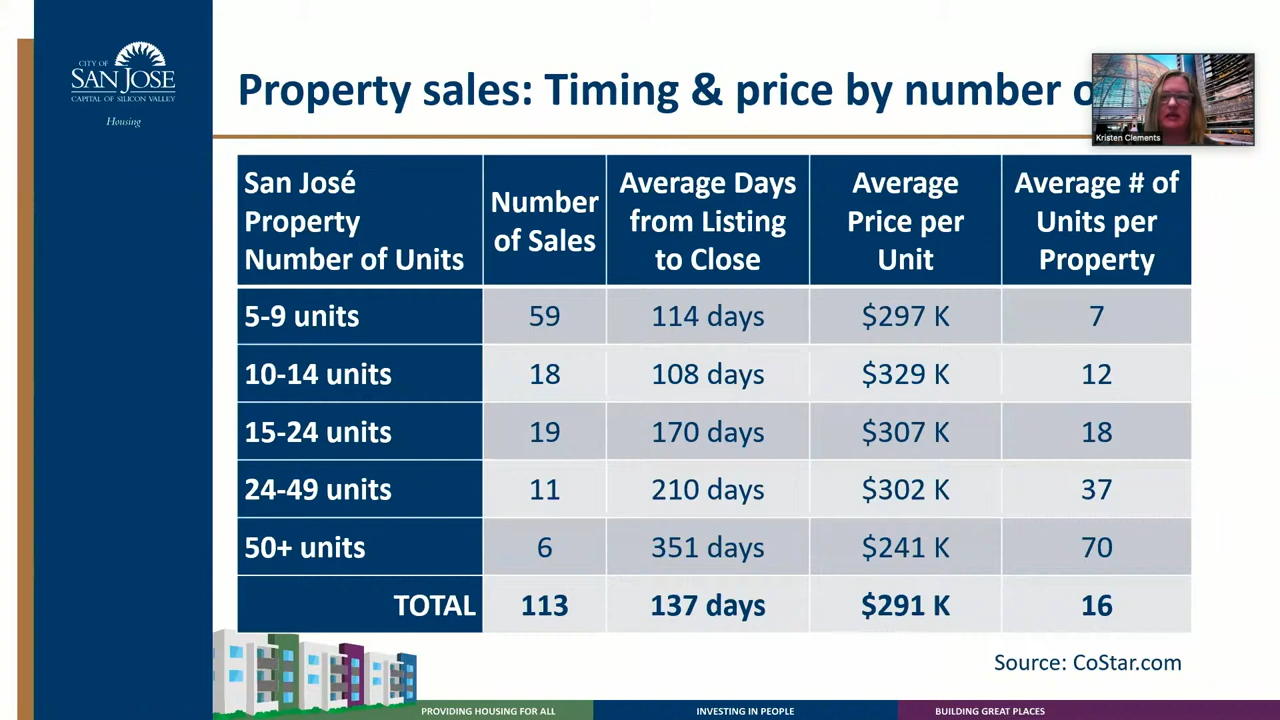 CITY OF
SAN JOSE
CAPITAL OF SILICON VALLEY
Housing
Property sales: Timing & price by number o
Kristen Clements
San José Property Number of Units | Number of Sales | Average Days from Listing to Close | Average Price per Unit | Average # of Units per Property
5-9 units 59 114 days $297 K 7
10-14 units 18 108 days $329 K 12
15-24 units 19 170 days $307 K 18
24-49 units 11 210 days $302 K 37
50+ units 6 351 days $241 K 70
TOTAL 113 137 days $291 K 16
Source: CoStar.com
PROVIDING HOUSING FOR ALL
INVESTING IN PEOPLE
BUILDING GREAT PLACES